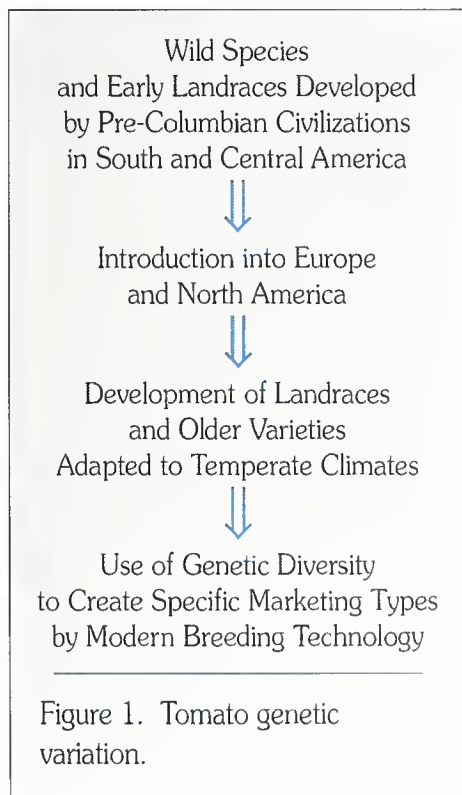 Wild Species
and Early Landraces Developed
by Pre-Columbian Civilizations
in South and Central America
Introduction into Europe
and North America
Development of Landraces
and Older Varieties
Adapted to Temperate Climates
Use of Genetic Diversity
to Create Specific Marketing Types
by Modern Breeding Technology
Figure 1. Tomato genetic
variation.